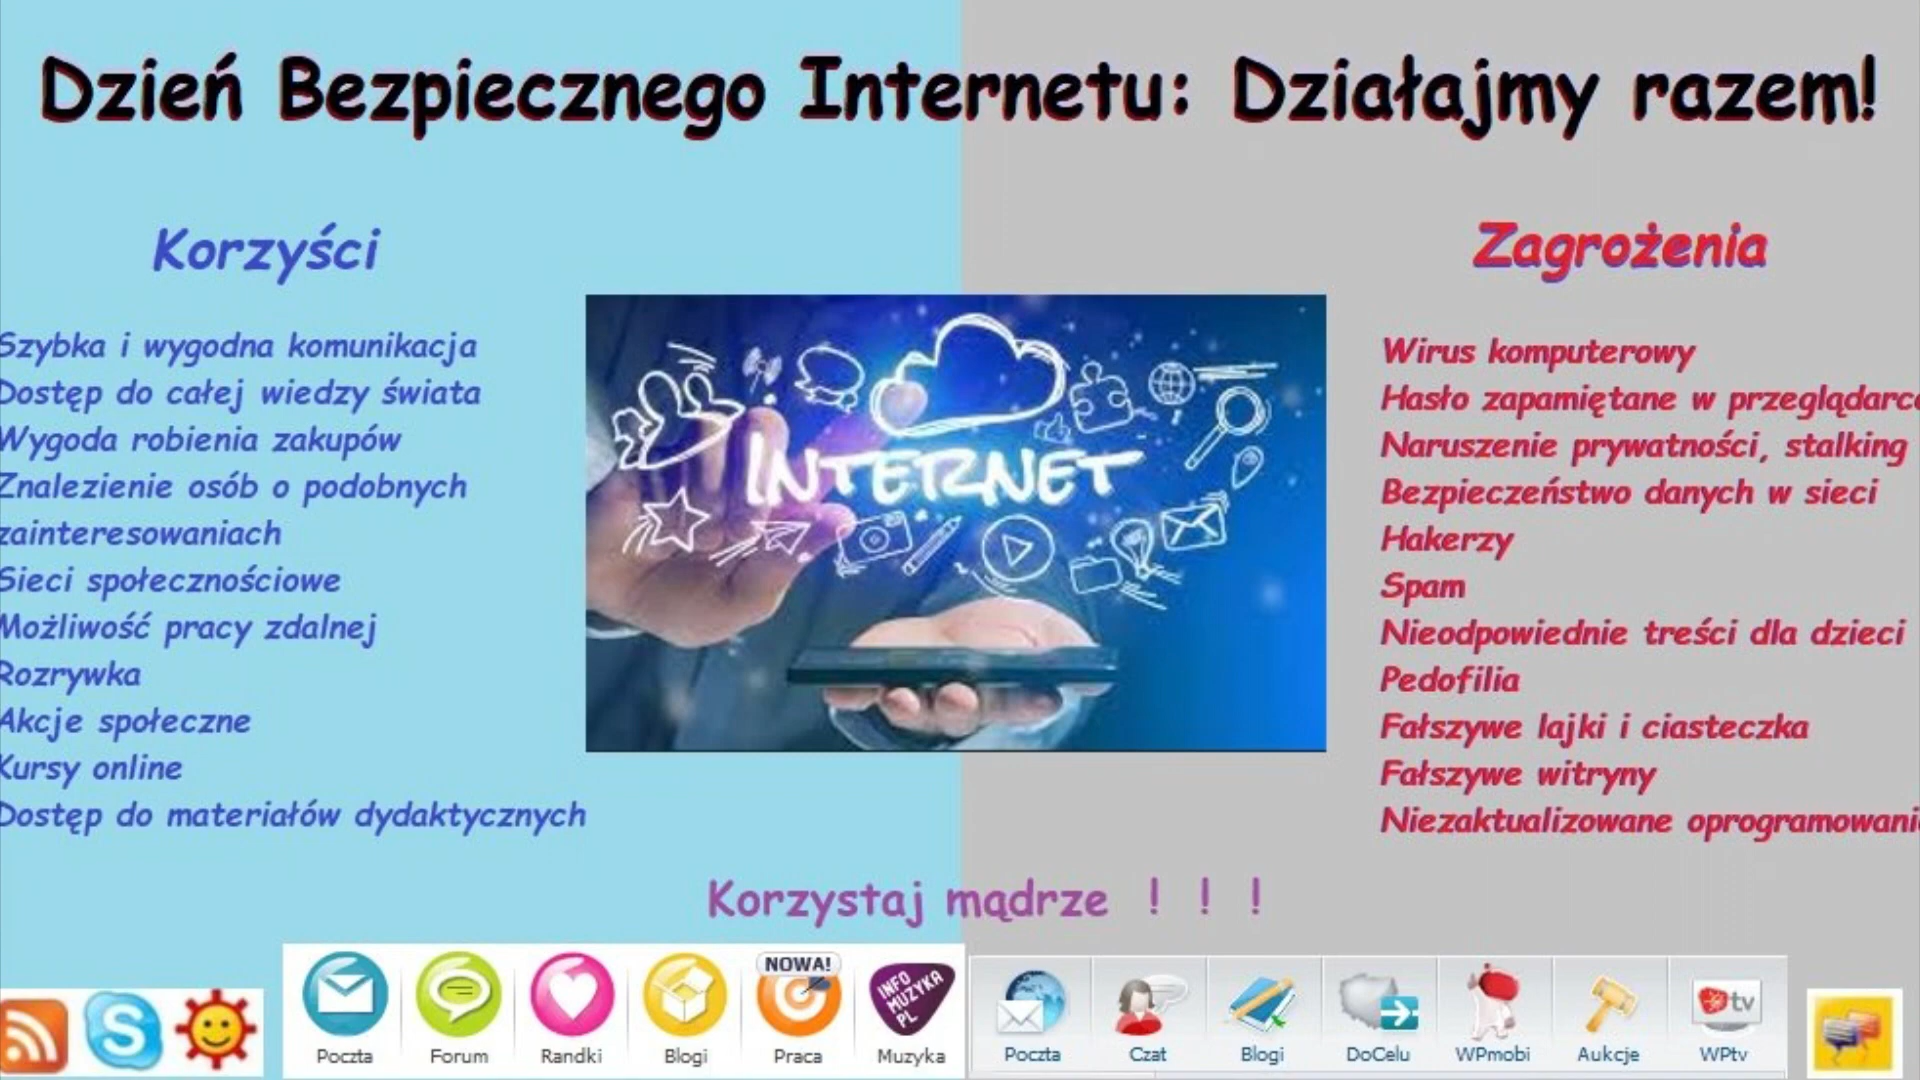 Dzień Bezpiecznego Internetu: Działajmy razem!
Korzyści
Szybka i wygodna komunikacja
Dostęp do całej wiedzy świata
Wygoda robienia zakupów
Znalezienie osób o podobnych
zainteresowaniach
Sieci społecznościowe
Możliwość pracy zdalnej
Rozrywka
Akcje społeczne
Kursy online
Dostęp do materiałów dydaktycznych
INTERNET
Zagrożenia
Wirus komputerowy
Hasło zapamiętane w przeglądarce
Naruszenie prywatności, stalking
Bezpieczeństwo danych w sieci
Hakerzy
Spam
Nieodpowiednie treści dla dzieci
Pedofilia
Fałszywe lajki i ciasteczka
Fałszywe witryny
Niezaktualizowane oprogramowani
Korzystaj mądrze ! ! !
S
NOWA!
INFO
MUZYKA
PL
tv
Poczta Forum Randki Blogi Praca Muzyka
Poczta Czat Blogi DoCelu WPmobi Aukcje WPtv